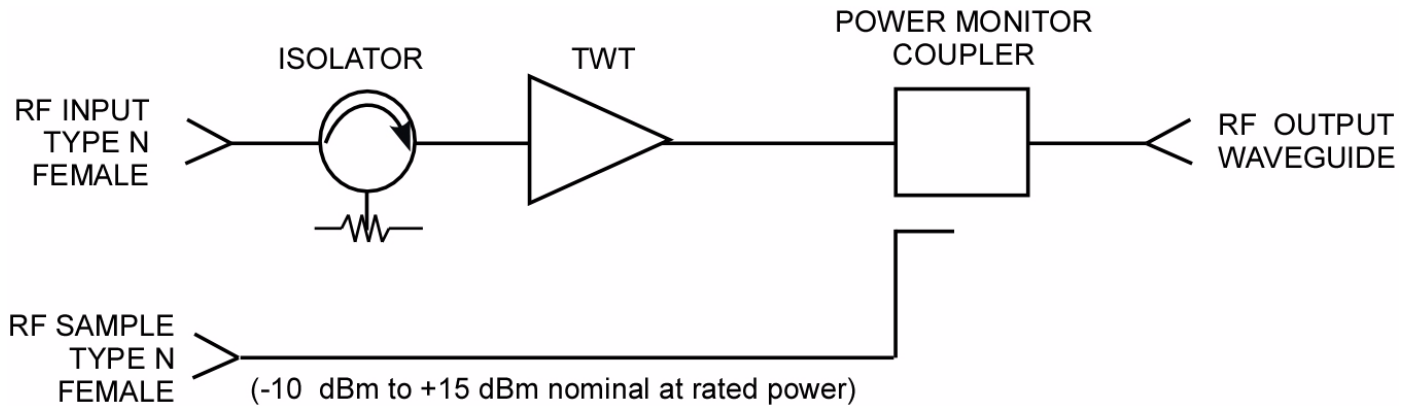 POWER MONITOR
COUPLER
ISOLATOR
TWT
RF INPUT
TYPE N
FEMALE
RF OUTPUT
WAVEGUIDE
RF SAMPLE
TYPE N
FEMALE
(-10 dBm to +15 dBm nominal at rated power)